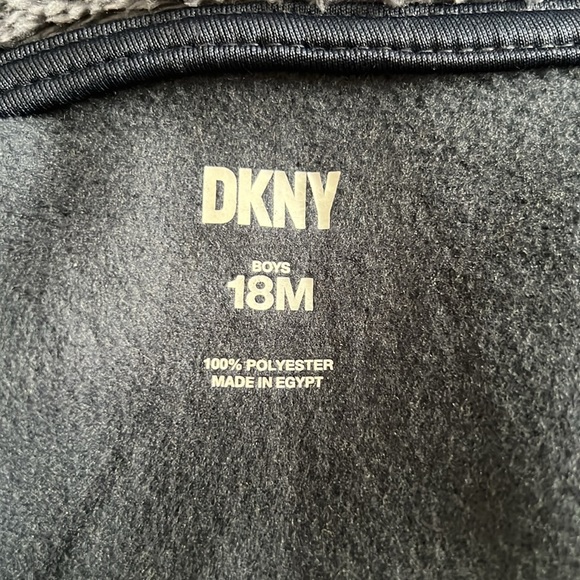 DKNY
BOYS
18M
100% POLYESTER
MADE IN EGYPT